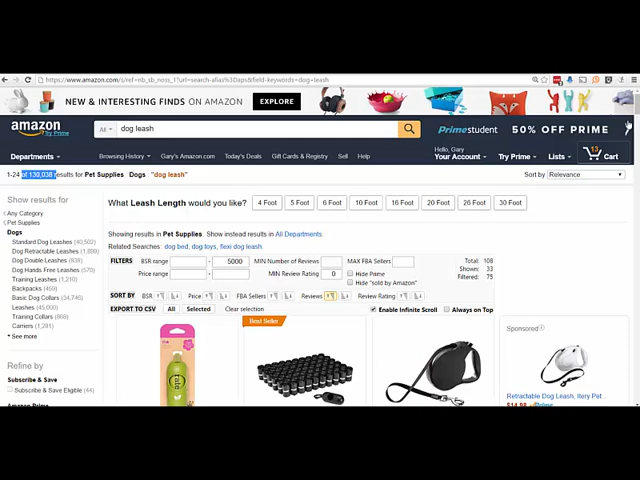 https://www.amazon.com/s/ref=nb_sb_noss_1?url=search-alias%3Daps&field-keywords=dog+leash
NEW & INTERESTING FINDS ON AMAZON EXPLORE
amazon Try Prime
All dog leash
Prime student 50% OFF PRIME
Departments Browsing History Gary's Amazon.com Today's Deals Gift Cards & Registry Sell Help
Hello, Gary
Your Account Try Prime Lists 13 Cart
1-24 of 130,038 results for Pet Supplies Dogs "dog leash" Sort by Relevance
Show results for
Any Category
Pet Supplies
Dogs
Standard Dog Leashes (40,502)
Dog Retractable Leashes (1,899)
Dog Double Leashes (838)
Dog Hands Free Leashes (570)
Training Leashes (1,210)
Backpacks (459)
Basic Dog Collars (34,746)
Leashes (45,000)
Training Collars (868)
Carriers (1,281)
See more
Refine by
Subscribe & Save
Subscribe & Save Eligible (44)
Amazon Prime
What Leash Length would you like? 4 Foot 5 Foot 6 Foot 10 Foot 16 Foot 20 Foot 26 Foot 30 Foot
Showing results in Pet Supplies. Show instead results in All Departments.
Related Searches: dog bed, dog toys, flexi dog leash.
FILTERS BSR range - 5000 MIN Number of Reviews MAX FBA Sellers
Price range - MIN Review Rating 0 Hide Prime
Hide "sold by Amazon"
Total: 108
Showed: 33
Filtered: 75
SORT BY BSR Price FBA Sellers Reviews Review Rating
EXPORT TO CSV All Selected Clear selection Enable Infinite Scroll Always on Top
Best Seller
Sponsored
Retractable Dog Leash, Itery Pet...
$14.98 Prime